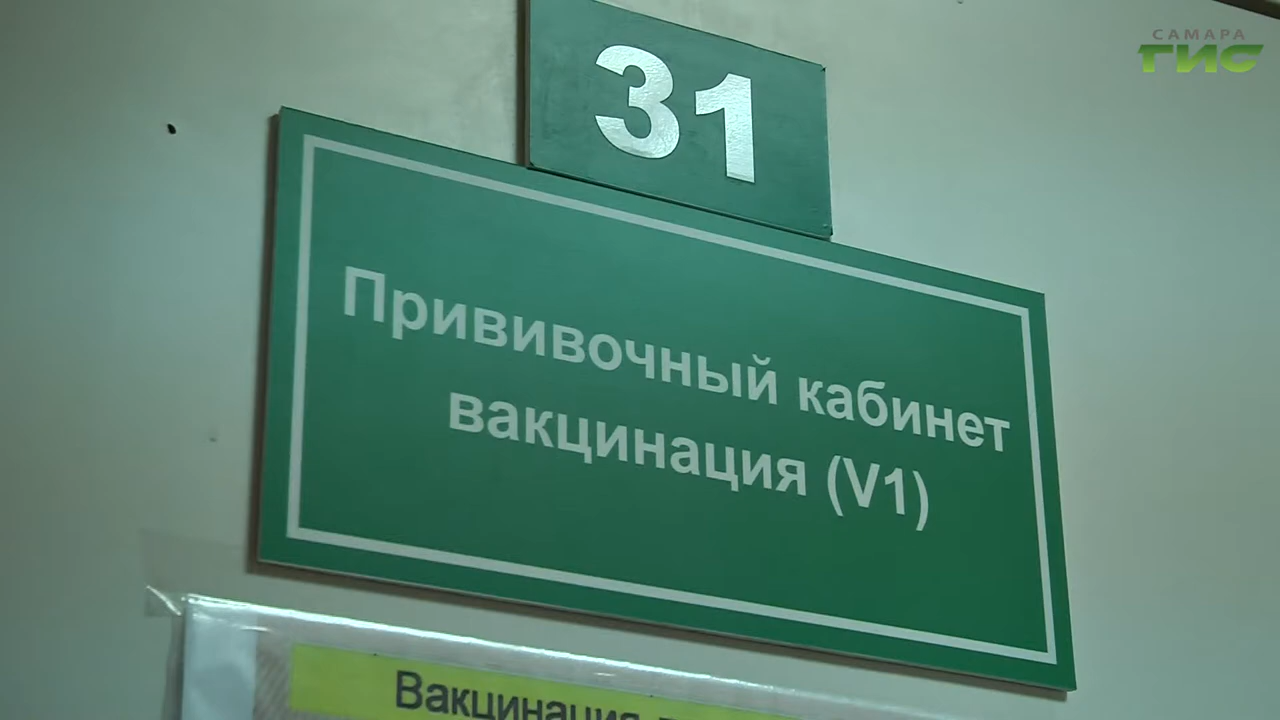 САМАРА
ГИС
31
Прививочный кабинет
вакцинация (V1)
Вакцинация